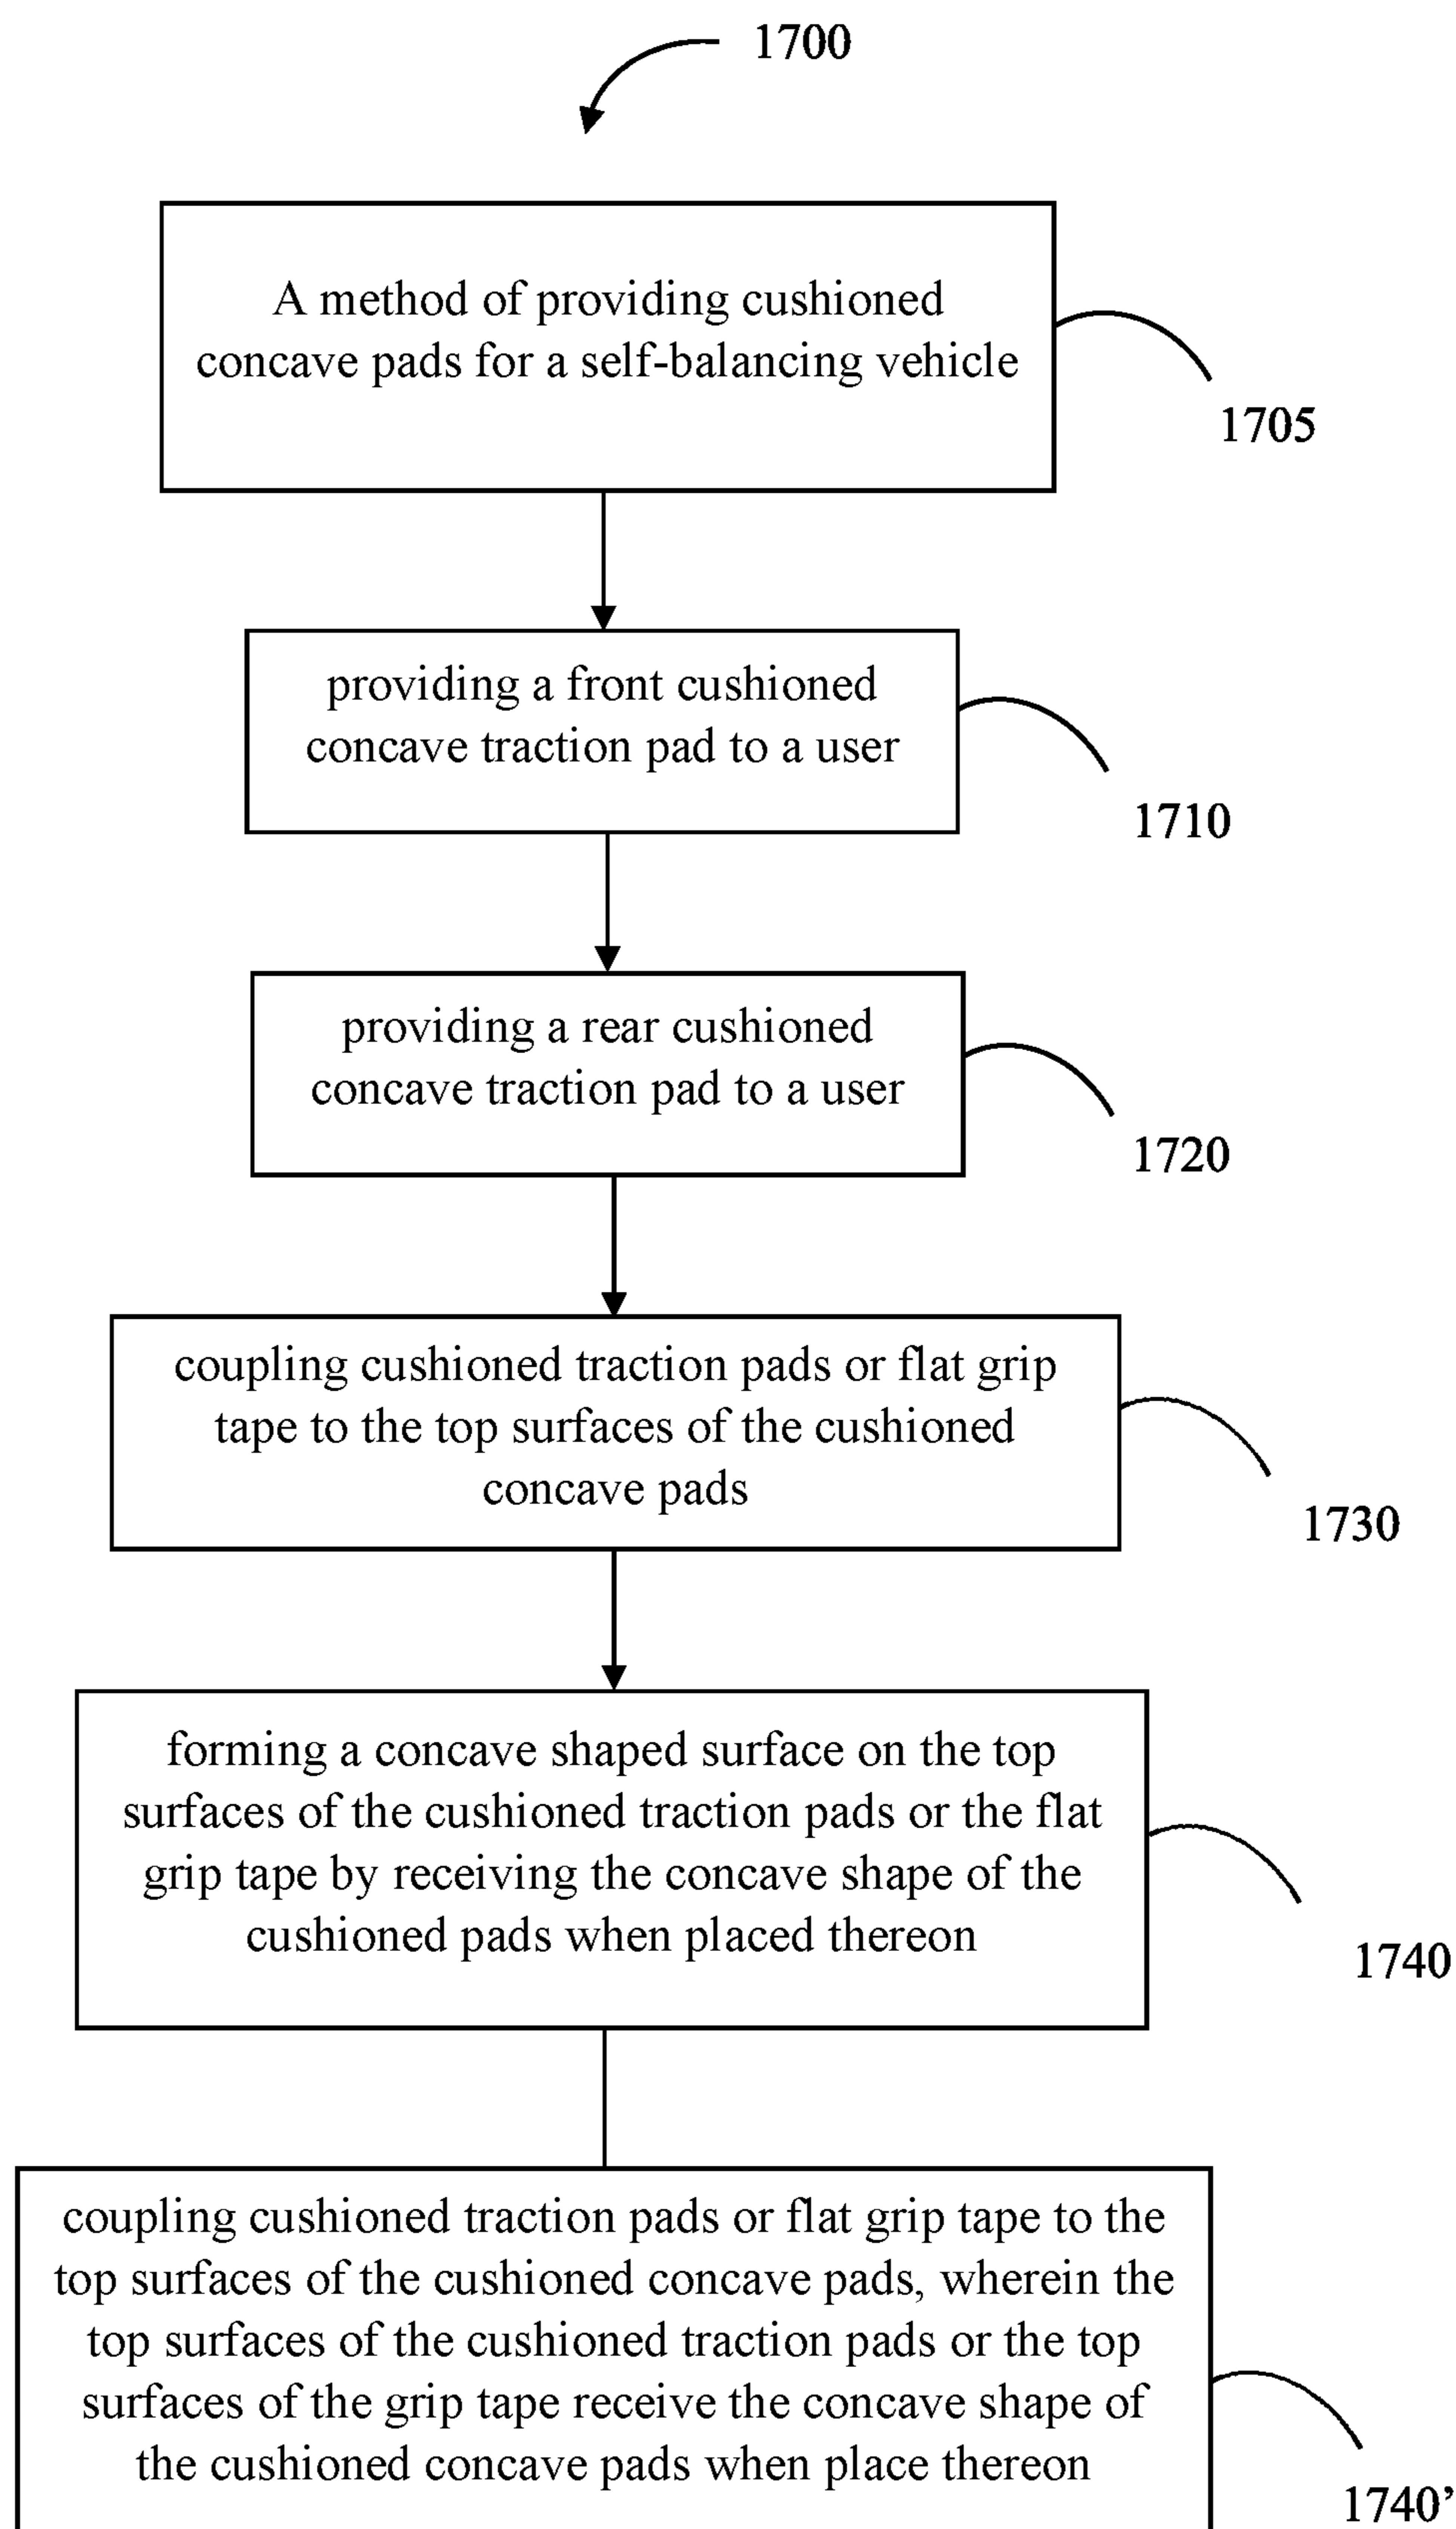 1700
A method of providing cushioned
concave pads for a self-balancing vehicle
1705
providing a front cushioned
concave traction pad to a user
1710
providing a rear cushioned
concave traction pad to a user
1720
coupling cushioned traction pads or flat grip
tape to the top surfaces of the cushioned
concave pads
1730
forming a concave shaped surface on the top
surfaces of the cushioned traction pads or the flat
grip tape by receiving the concave shape of the
cushioned pads when placed thereon
1740
coupling cushioned traction pads or flat grip tape to the
top surfaces of the cushioned concave pads, wherein the
top surfaces of the cushioned traction pads or the top
surfaces of the grip tape receive the concave shape of
the cushioned concave pads when place thereon
1740’